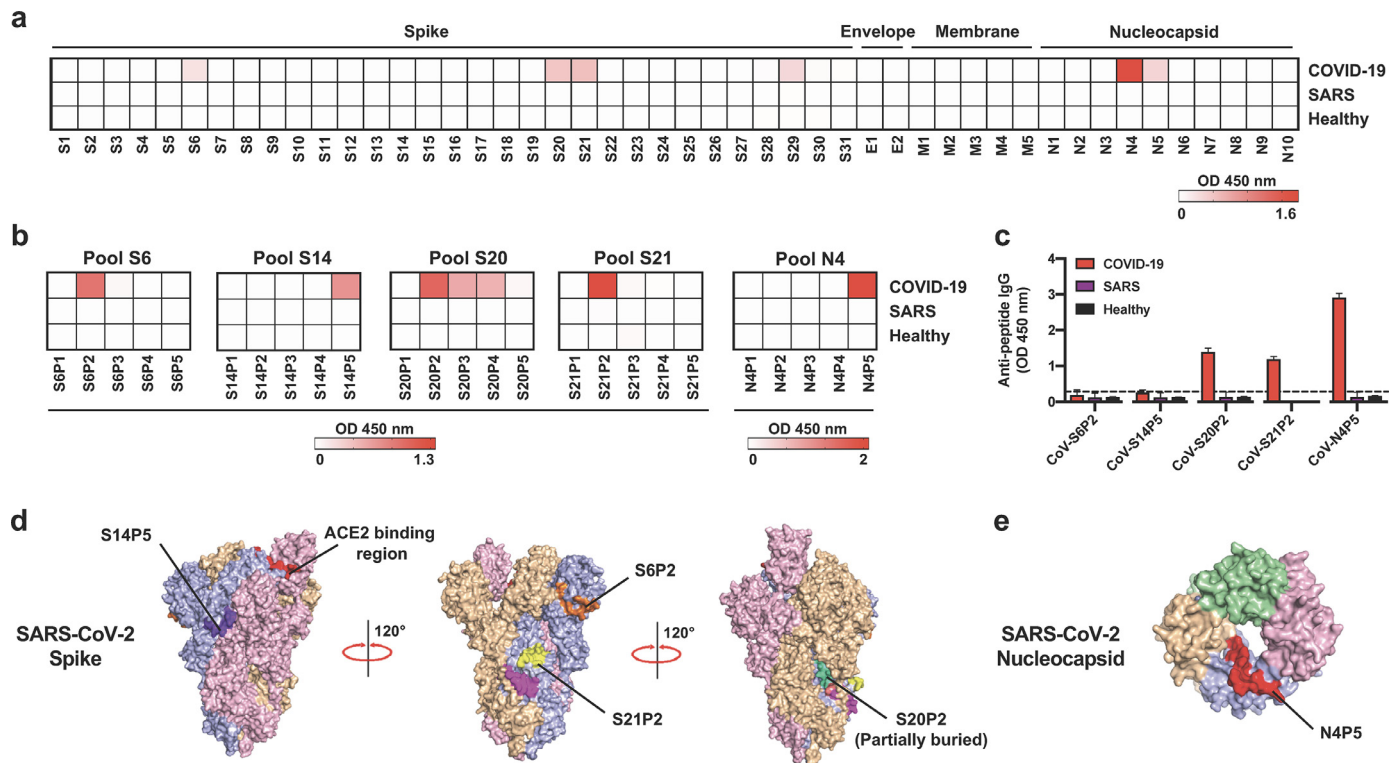 a
Spike Envelope Membrane Nucleocapsid
COVID-19
SARS
Healthy
S1 S2 S3 S4 S5 S6 S7 S8 S9 S10 S11 S12 S13 S14 S15 S16 S17 S18 S19 S20 S21 S22 S23 S24 S25 S26 S27 S28 S29 S30 S31 E1 E2 M1 M2 M3 M4 M5 N1 N2 N3 N4 N5 N6 N7 N8 N9 N10
OD 450 nm
0 1.6
b
Pool S6 Pool S14 Pool S20 Pool S21 Pool N4
COVID-19
SARS
Healthy
S6P1 S6P2 S6P3 S6P4 S6P5 S14P1 S14P2 S14P3 S14P4 S14P5 S20P1 S20P2 S20P3 S20P4 S20P5 S21P1 S21P2 S21P3 S21P4 S21P5 N4P1 N4P2 N4P3 N4P4 N4P5
OD 450 nm
0 1.3
OD 450 nm
0 2
c
Anti-peptide IgG
(OD 450 nm)
4
3
2
1
0
COVID-19
SARS
Healthy
CoV-S6P2 CoV-S14P5 CoV-S20P2 CoV-S21P2 CoV-N4P5
d
SARS-CoV-2
Spike
S14P5
ACE2 binding
region
120°
S6P2
S21P2
120°
S20P2
(Partially buried)
e
SARS-CoV-2
Nucleocapsid
N4P5